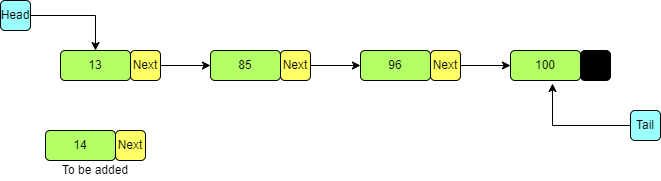 Head
13 Next 85 Next 96 Next 100
Tail
14 Next
To be added